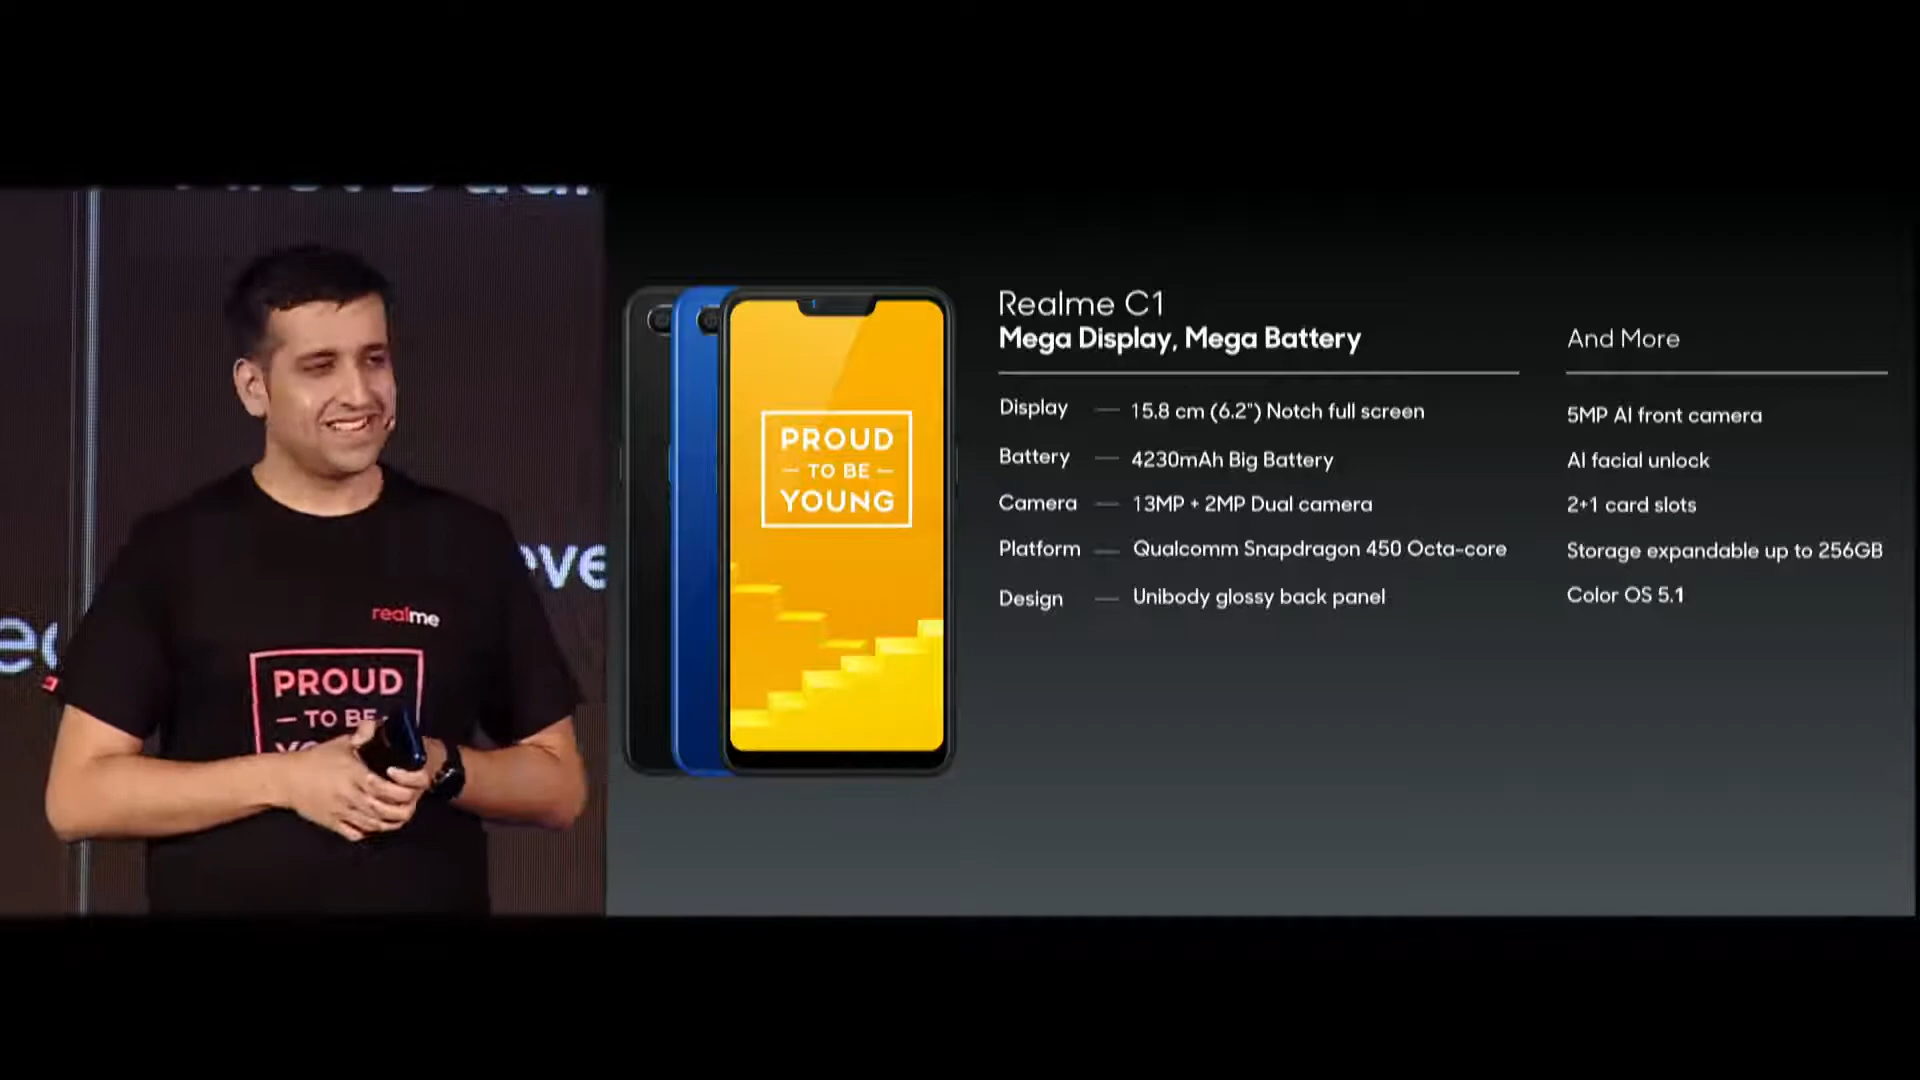 realme
PROUD
TO BE
PROUD
TO BE
YOUNG
Realme C1
Mega Display, Mega Battery
Display — 15.8 cm (6.2") Notch full screen
Battery — 4230mAh Big Battery
Camera — 13MP + 2MP Dual camera
Platform — Qualcomm Snapdragon 450 Octa-core
Design — Unibody glossy back panel
And More
5MP AI front camera
AI facial unlock
2+1 card slots
Storage expandable up to 256GB
Color OS 5.1